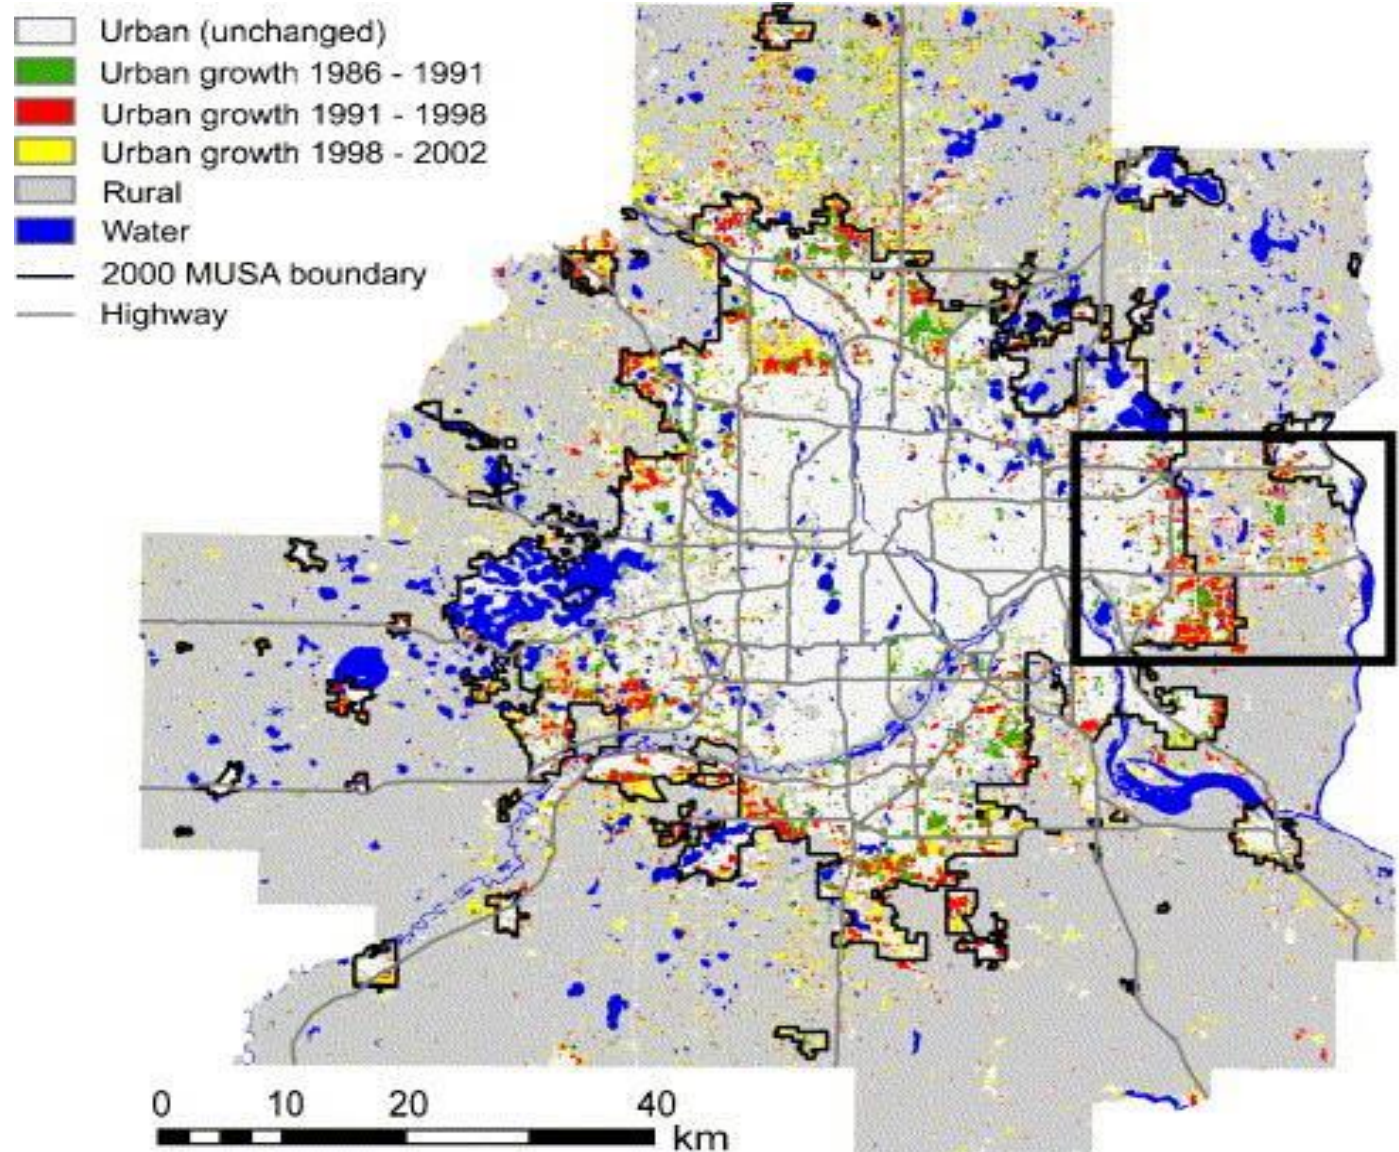 Urban (unchanged)
Urban growth 1986 - 1991
Urban growth 1991 - 1998
Urban growth 1998 - 2002
Rural
Water
2000 MUSA boundary
Highway
0 10 20 40
km